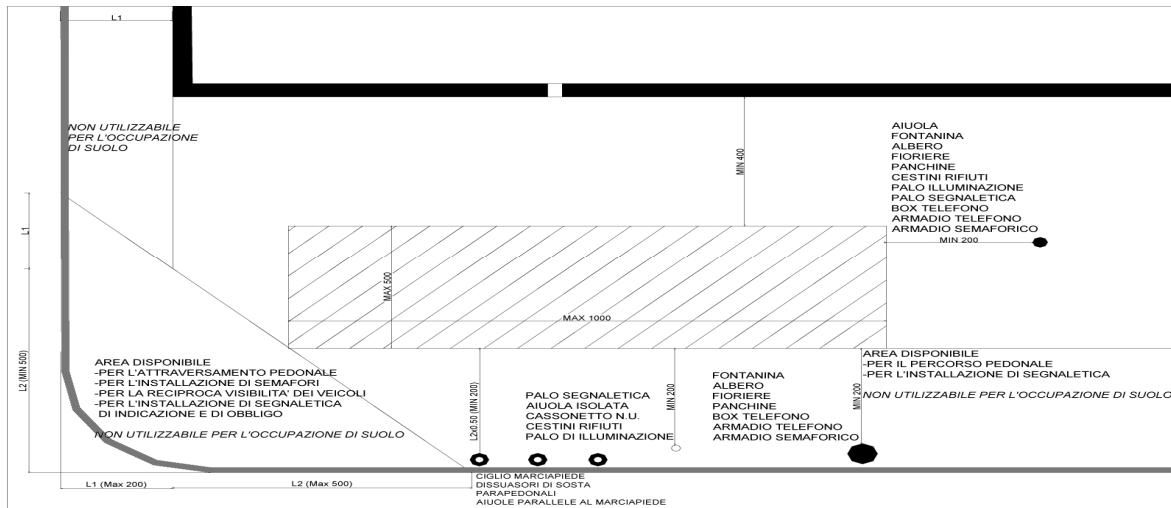 L1
NON UTILIZZABILE
PER L'OCCUPAZIONE
DI SUOLO
MIN 400
AIUOLA
FONTANINA
ALBERO
FIORIERE
PANCHINE
CESTINI RIFIUTI
PALO ILLUMINAZIONE
PALO SEGNALETICA
BOX TELEFONO
ARMADIO TELEFONO
ARMADIO SEMAFORICO
MIN 200
L1
MAX 500
MAX 1000
L2 (MIN 500)
AREA DISPONIBILE
-PER L'ATTRAVERSAMENTO PEDONALE
-PER L'INSTALLAZIONE DI SEMAFORI
-PER LA RECIPROCA VISIBILITA' DEI VEICOLI
-PER L'INSTALLAZIONE DI SEGNALETICA
DI INDICAZIONE E DI OBBLIGO
NON UTILIZZABILE PER L'OCCUPAZIONE DI SUOLO
L2x0.50 (MIN 200)
PALO SEGNALETICA
AIUOLA ISOLATA
CASSONETTO N.U.
CESTINI RIFIUTI
PALO DI ILLUMINAZIONE
MIN 200
FONTANINA
ALBERO
FIORIERE
PANCHINE
BOX TELEFONO
ARMADIO TELEFONO
ARMADIO SEMAFORICO
MIN 200
AREA DISPONIBILE
-PER IL PERCORSO PEDONALE
-PER L'INSTALLAZIONE DI SEGNALETICA
NON UTILIZZABILE PER L'OCCUPAZIONE DI SUOLO
L1 (Max 200)
L2 (Max 500)
CIGLIO MARCIAPIEDE
DISSUASORI DI SOSTA
PARAPEDONALI
AIUOLE PARALLELE AL MARCIAPIEDE